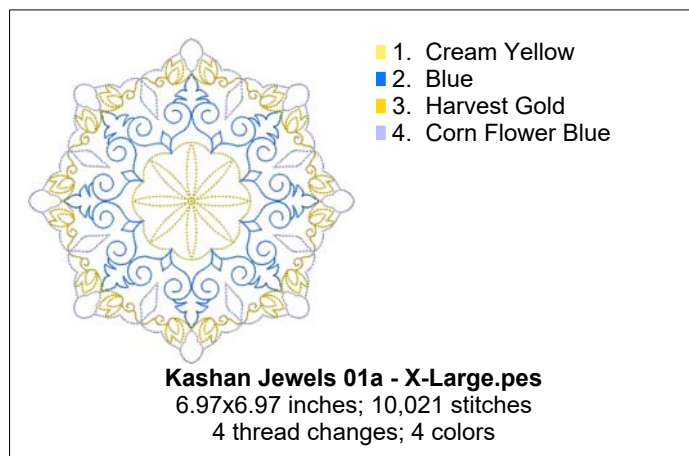 1. Cream Yellow
2. Blue
3. Harvest Gold
4. Corn Flower Blue
Kashan Jewels 01a - X-Large.pes
6.97x6.97 inches; 10,021 stitches
4 thread changes; 4 colors